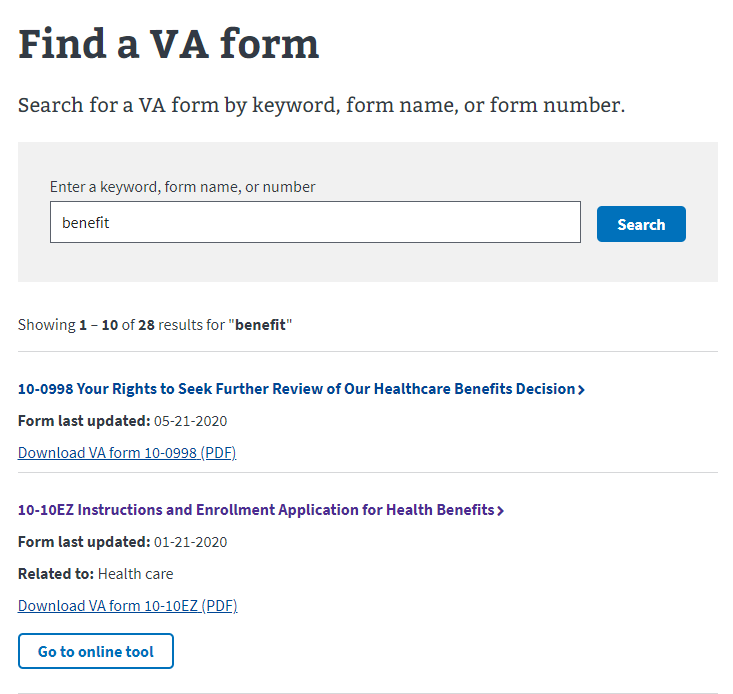 Find a VA form
Search for a VA form by keyword, form name, or form number.
Enter a keyword, form name, or number
benefit
Search
Showing 1 – 10 of 28 results for "benefit"
10-0998 Your Rights to Seek Further Review of Our Healthcare Benefits Decision
Form last updated: 05-21-2020
Download VA form 10-0998 (PDF)
10-10EZ Instructions and Enrollment Application for Health Benefits
Form last updated: 01-21-2020
Related to: Health care
Download VA form 10-10EZ (PDF)
Go to online tool